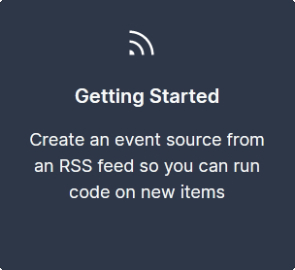 Getting Started
Create an event source from
an RSS feed so you can run
code on new items